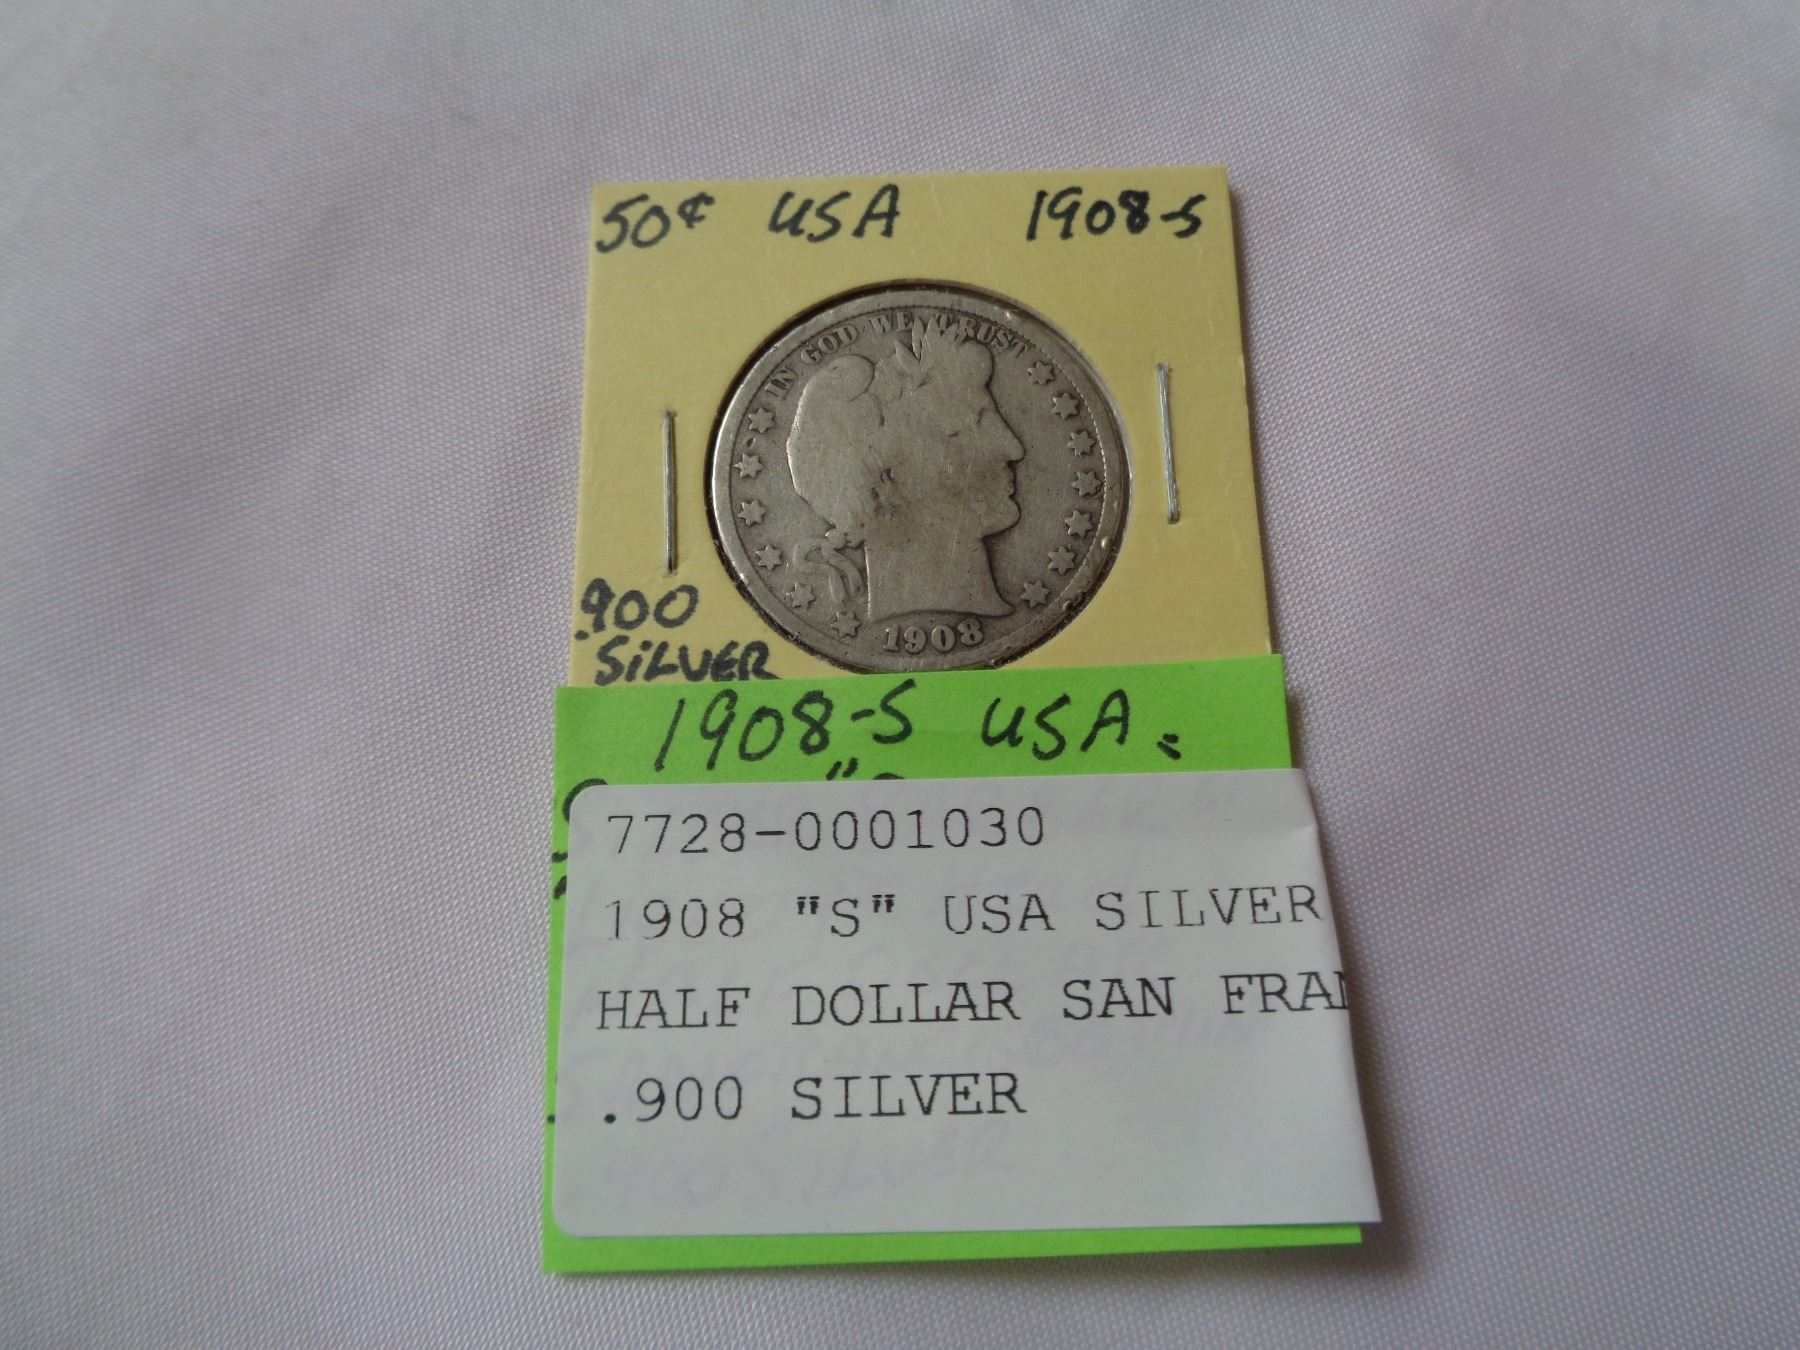 50¢ USA 1908-S
IN GOD WE TRUST
1908
.900
SILVER
1908-S USA
7728-0001030
1908 "S" USA SILVER
HALF DOLLAR SAN FRAN
.900 SILVER